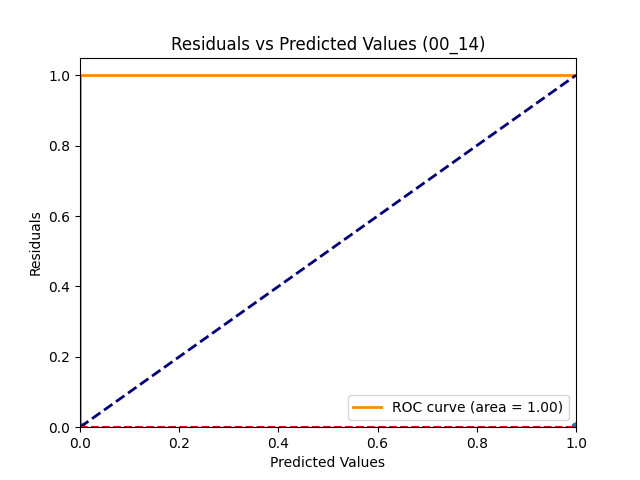 Residuals vs Predicted Values (00_14)
1.0
0.8
0.6
0.4
0.2
0.0
Residuals
ROC curve (area = 1.00)
0.0 0.2 0.4 0.6 0.8 1.0
Predicted Values